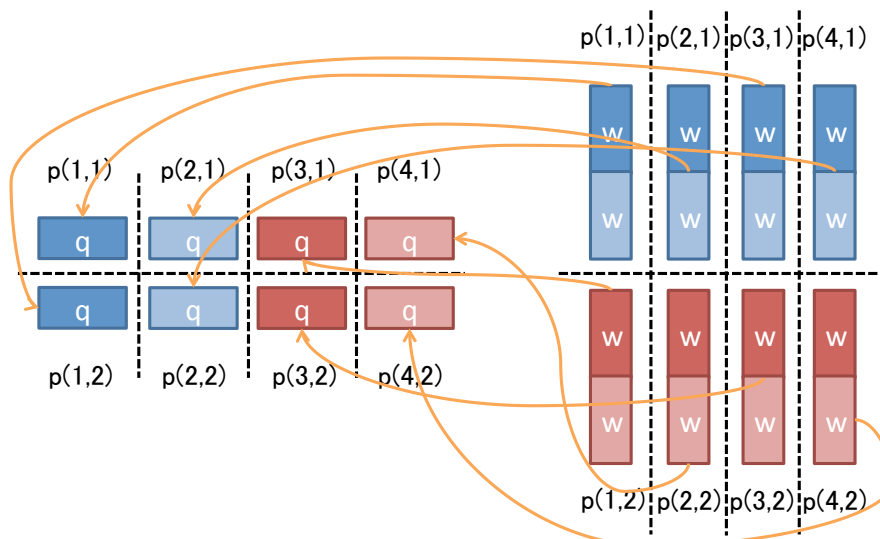 p(1,1) p(2,1) p(3,1) p(4,1)
w w w w
w w w w
p(1,1) p(2,1) p(3,1) p(4,1)
q q q q
q q q q
p(1,2) p(2,2) p(3,2) p(4,2)
w w w w
w w w w
p(1,2) p(2,2) p(3,2) p(4,2)